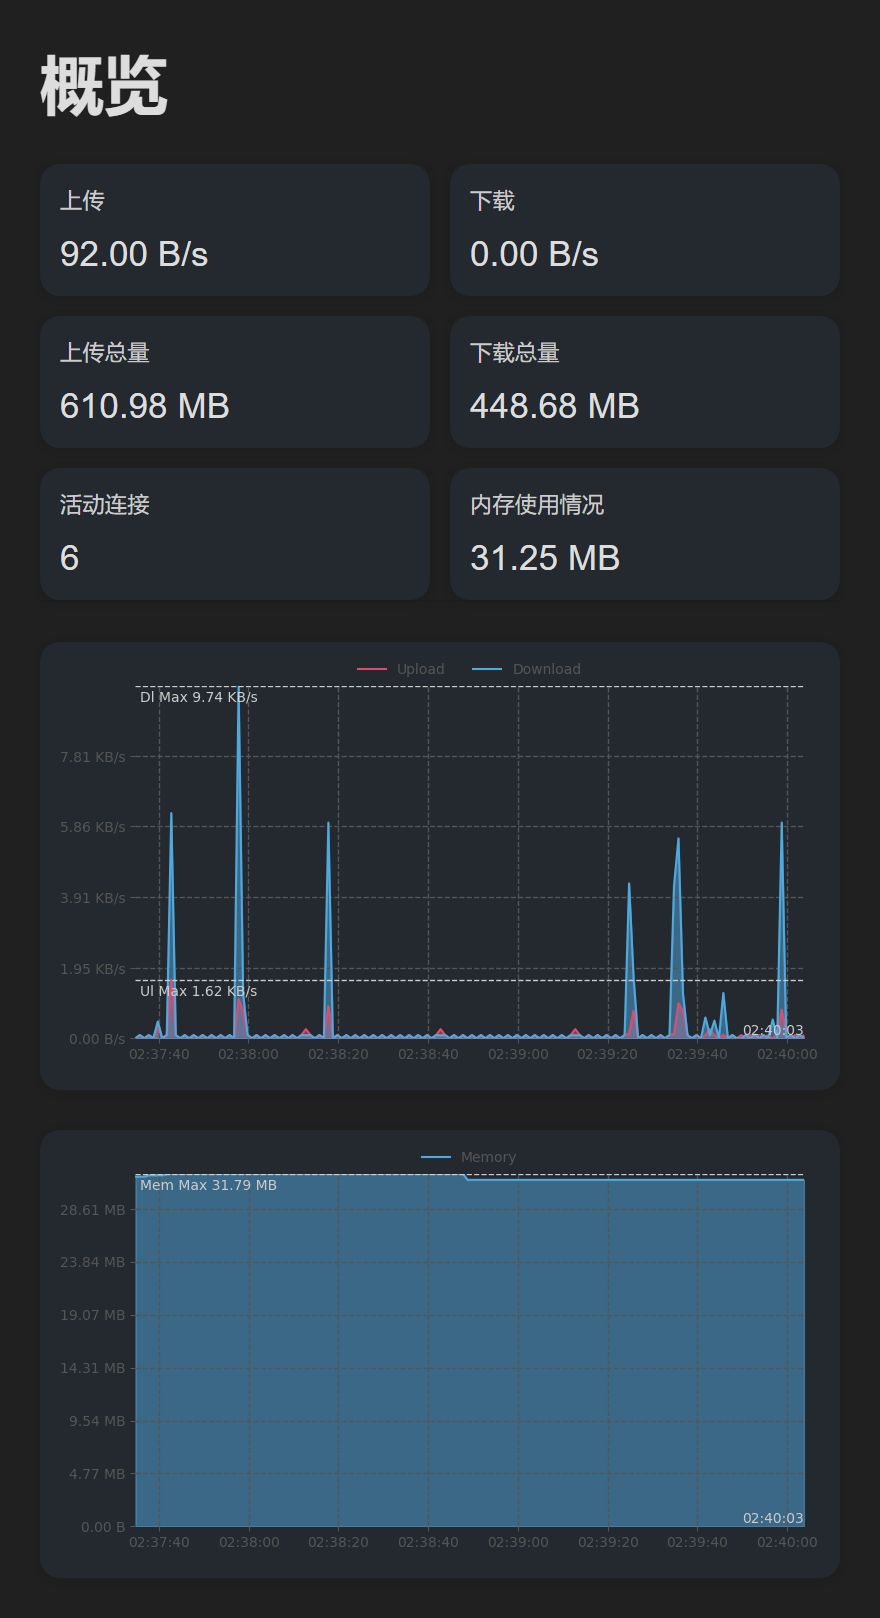 概览
上传
92.00 B/s
下载
0.00 B/s
上传总量
610.98 MB
下载总量
448.68 MB
活动连接
6
内存使用情况
31.25 MB
Upload Download
Dl Max 9.74 KB/s
7.81 KB/s
5.86 KB/s
3.91 KB/s
1.95 KB/s
Ul Max 1.62 KB/s
02:40:03
0.00 B/s
02:37:40 02:38:00 02:38:20 02:38:40 02:39:00 02:39:20 02:39:40 02:40:00
Memory
Mem Max 31.79 MB
28.61 MB
23.84 MB
19.07 MB
14.31 MB
9.54 MB
4.77 MB
02:40:03
0.00 B
02:37:40 02:38:00 02:38:20 02:38:40 02:39:00 02:39:20 02:39:40 02:40:00